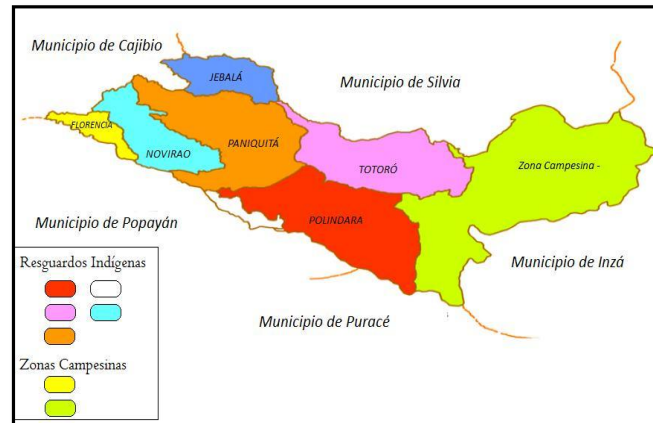 Municipio de Cajibio
JEBALÁ
Municipio de Silvia
FLORENCIA
NOVIRAO
PANIQUITÁ
TOTORÓ
Zona Campesina -
POLINDARA
Municipio de Popayán
Municipio de Inzá
Municipio de Puracé
Resguardos Indígenas
Zonas Campesinas